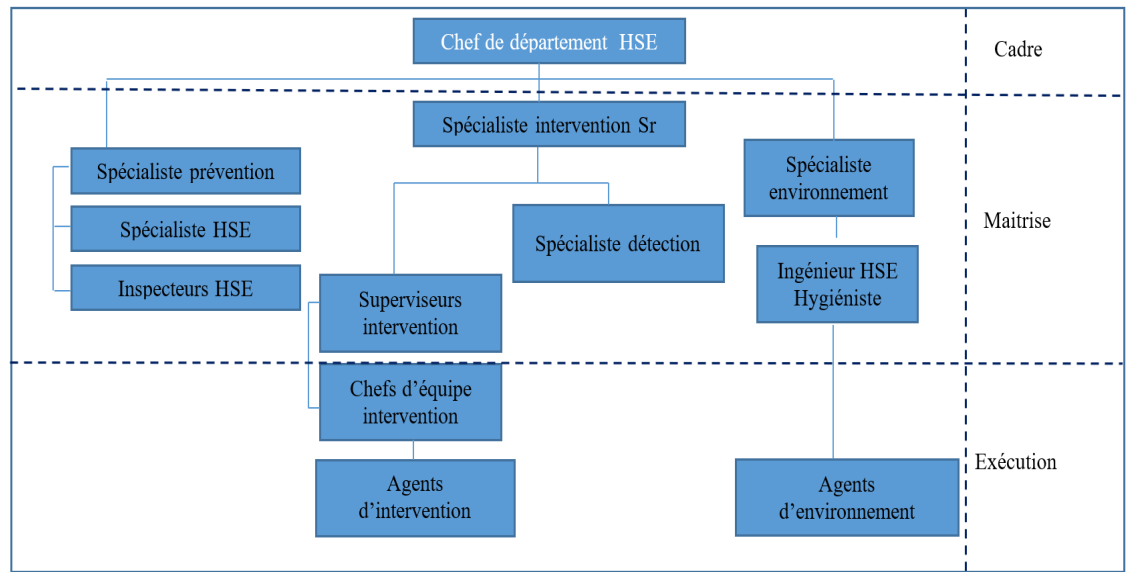 Chef de département HSE
Cadre
Spécialiste intervention Sr
Spécialiste prévention
Spécialiste
environnement
Spécialiste HSE
Maitrise
Spécialiste détection
Inspecteurs HSE
Ingénieur HSE
Hygiéniste
Superviseurs
intervention
Chefs d’équipe
intervention
Exécution
Agents
d’intervention
Agents
d’environnement